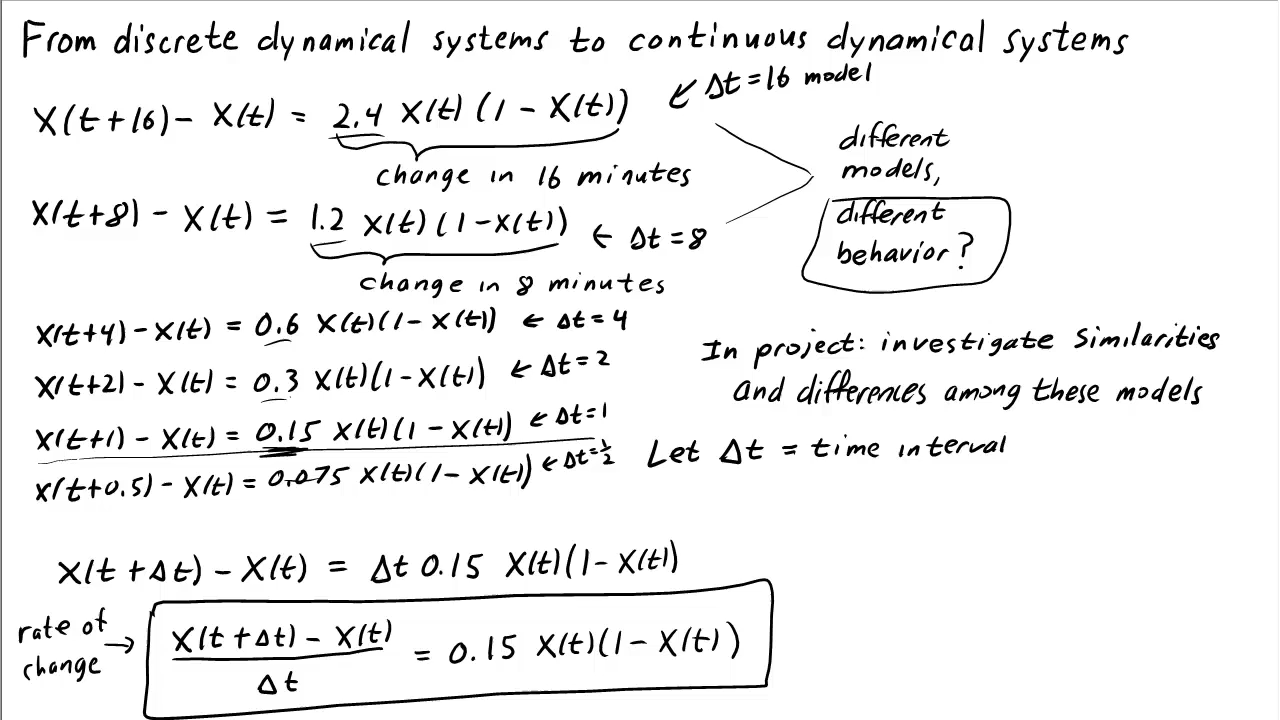 From discrete dynamical systems to continuous dynamical systems
X(t+16) - X(t) = 2.4 X(t) (1 - X(t)) ← Δt = 16 model
change in 16 minutes
X(t+8) - X(t) = 1.2 X(t) (1 - X(t)) ← Δt = 8
change in 8 minutes
different
models,
different
behavior?
X(t+4) - X(t) = 0.6 X(t)(1 - X(t)) ← Δt = 4
X(t+2) - X(t) = 0.3 X(t)(1 - X(t)) ← Δt = 2
X(t+1) - X(t) = 0.15 X(t)(1 - X(t)) ← Δt = 1
X(t+0.5) - X(t) = 0.075 X(t)(1 - X(t)) ← Δt = 1/2
In project: investigate similarities
and differences among these models
Let Δt = time interval
X(t + Δt) - X(t) = Δt 0.15 X(t)(1 - X(t))
rate of
change →
X(t + Δt) - X(t)
Δt
= 0.15 X(t)(1 - X(t))